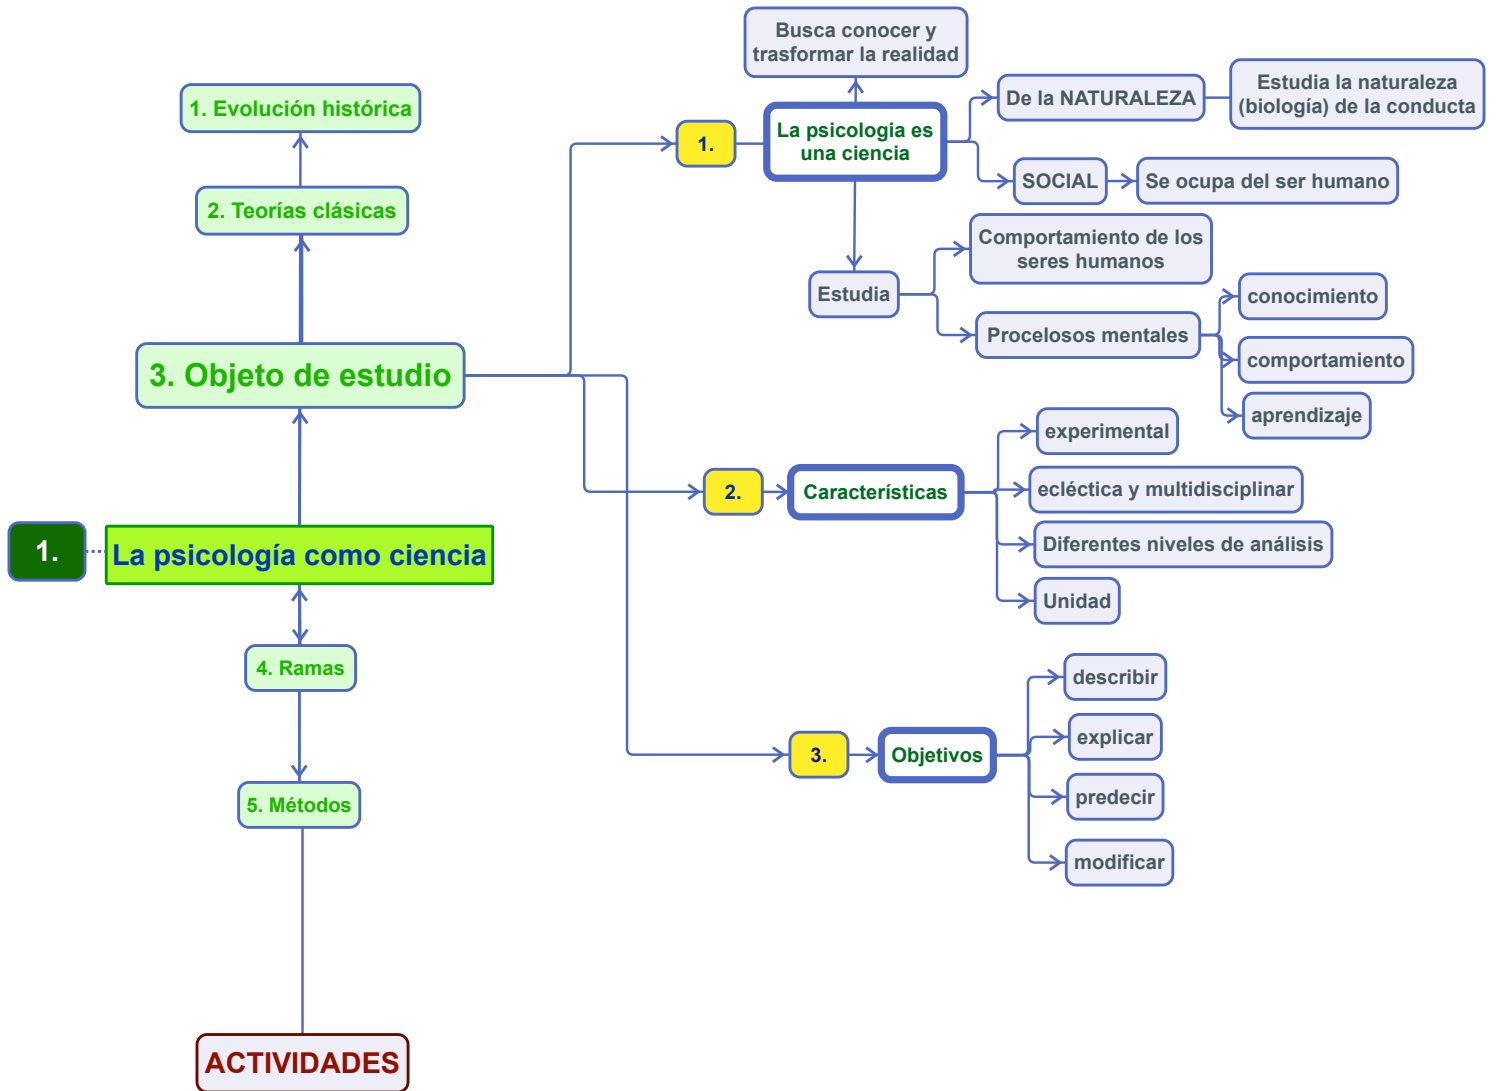 Busca conocer y
trasformar la realidad
1. Evolución histórica
De la NATURALEZA
Estudia la naturaleza
(biología) de la conducta
1.
La psicologia es
una ciencia
SOCIAL
Se ocupa del ser humano
2. Teorías clásicas
Comportamiento de los
seres humanos
Estudia
conocimiento
Procelosos mentales
comportamiento
3. Objeto de estudio
aprendizaje
experimental
2.
Características
ecléctica y multidisciplinar
Diferentes niveles de análisis
Unidad
1.
La psicología como ciencia
4. Ramas
describir
explicar
3.
Objetivos
predecir
modificar
5. Métodos
ACTIVIDADES